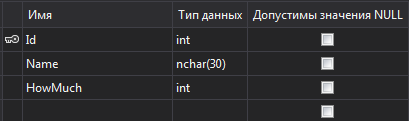 Имя Тип данных Допустимы значения NULL
Id int
Name nchar(30)
HowMuch int